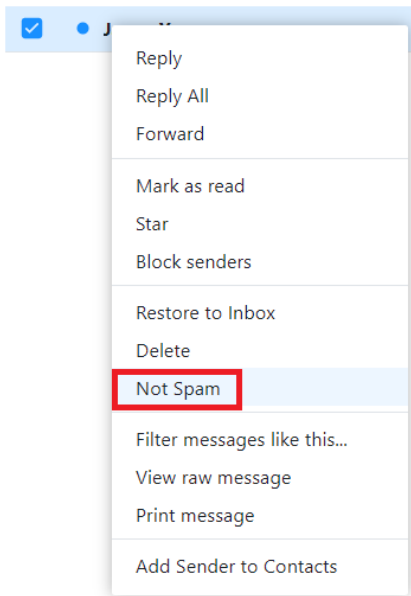 Reply
Reply All
Forward
Mark as read
Star
Block senders
Restore to Inbox
Delete
Not Spam
Filter messages like this...
View raw message
Print message
Add Sender to Contacts